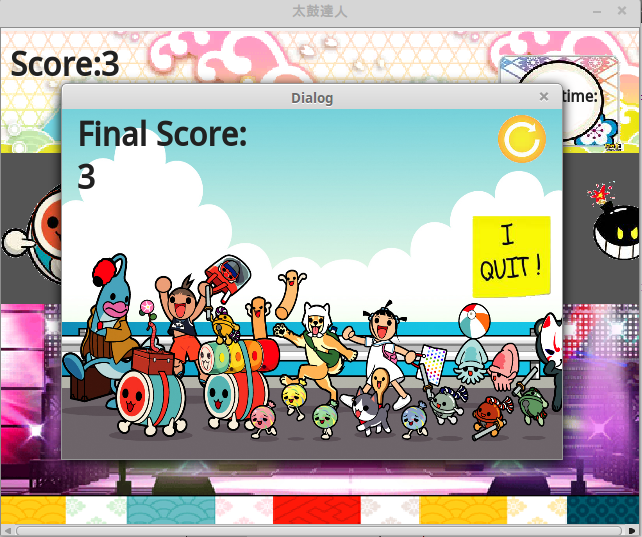 太鼓達人
Score:3
time:
Dialog
Final Score:
3
I
QUIT!